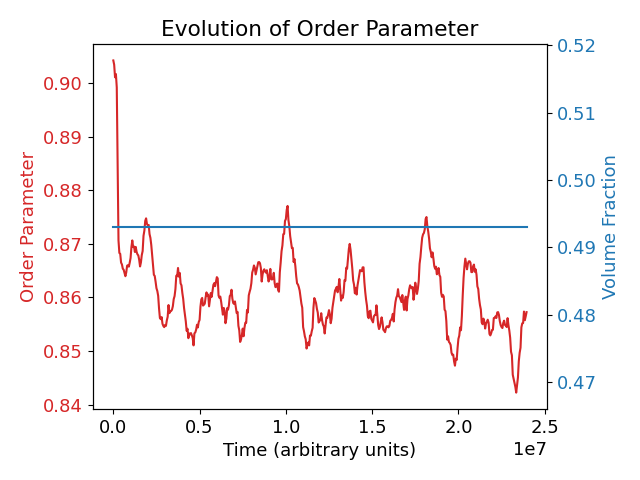 Evolution of Order Parameter
0.90
0.89
0.88
0.87
0.86
0.85
0.84
Order Parameter
0.52
0.51
0.50
0.49
0.48
0.47
Volume Fraction
0.0 0.5 1.0 1.5 2.0 2.5
1e7
Time (arbitrary units)